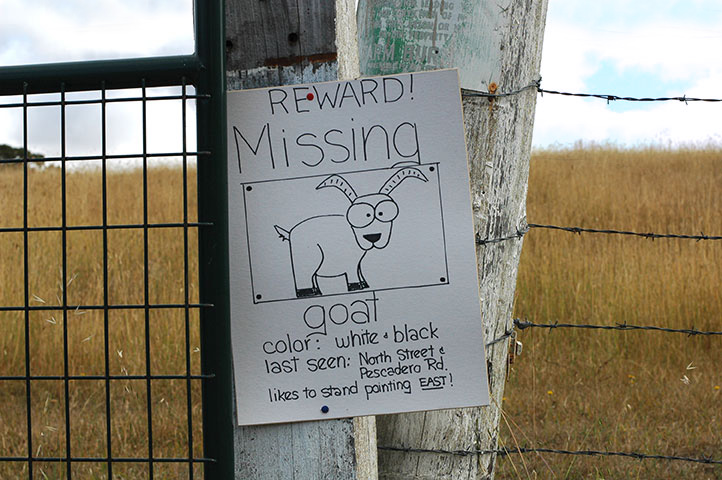 REWARD!
Missing
goat
color: white & black
last seen: North Street &
Pescadero Rd.
likes to stand pointing EAST!